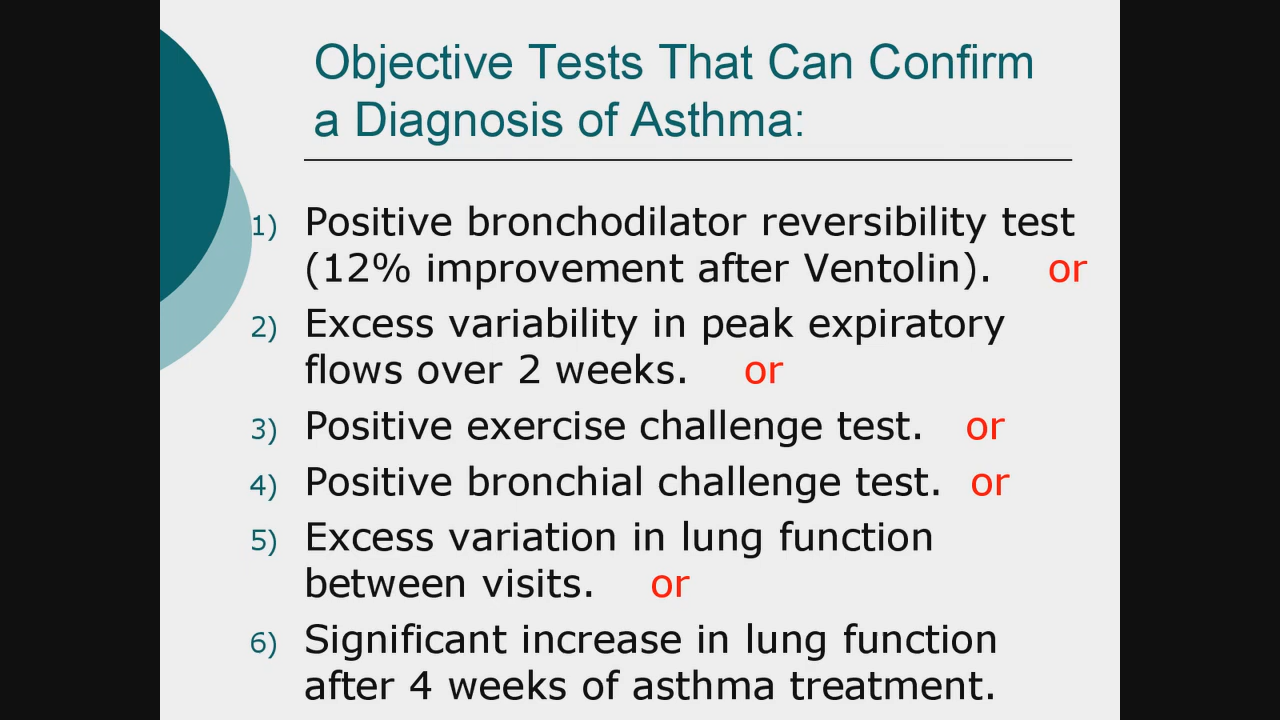 Objective Tests That Can Confirm
a Diagnosis of Asthma:
1) Positive bronchodilator reversibility test
(12% improvement after Ventolin). or
2) Excess variability in peak expiratory
flows over 2 weeks. or
3) Positive exercise challenge test. or
4) Positive bronchial challenge test. or
5) Excess variation in lung function
between visits. or
6) Significant increase in lung function
after 4 weeks of asthma treatment.